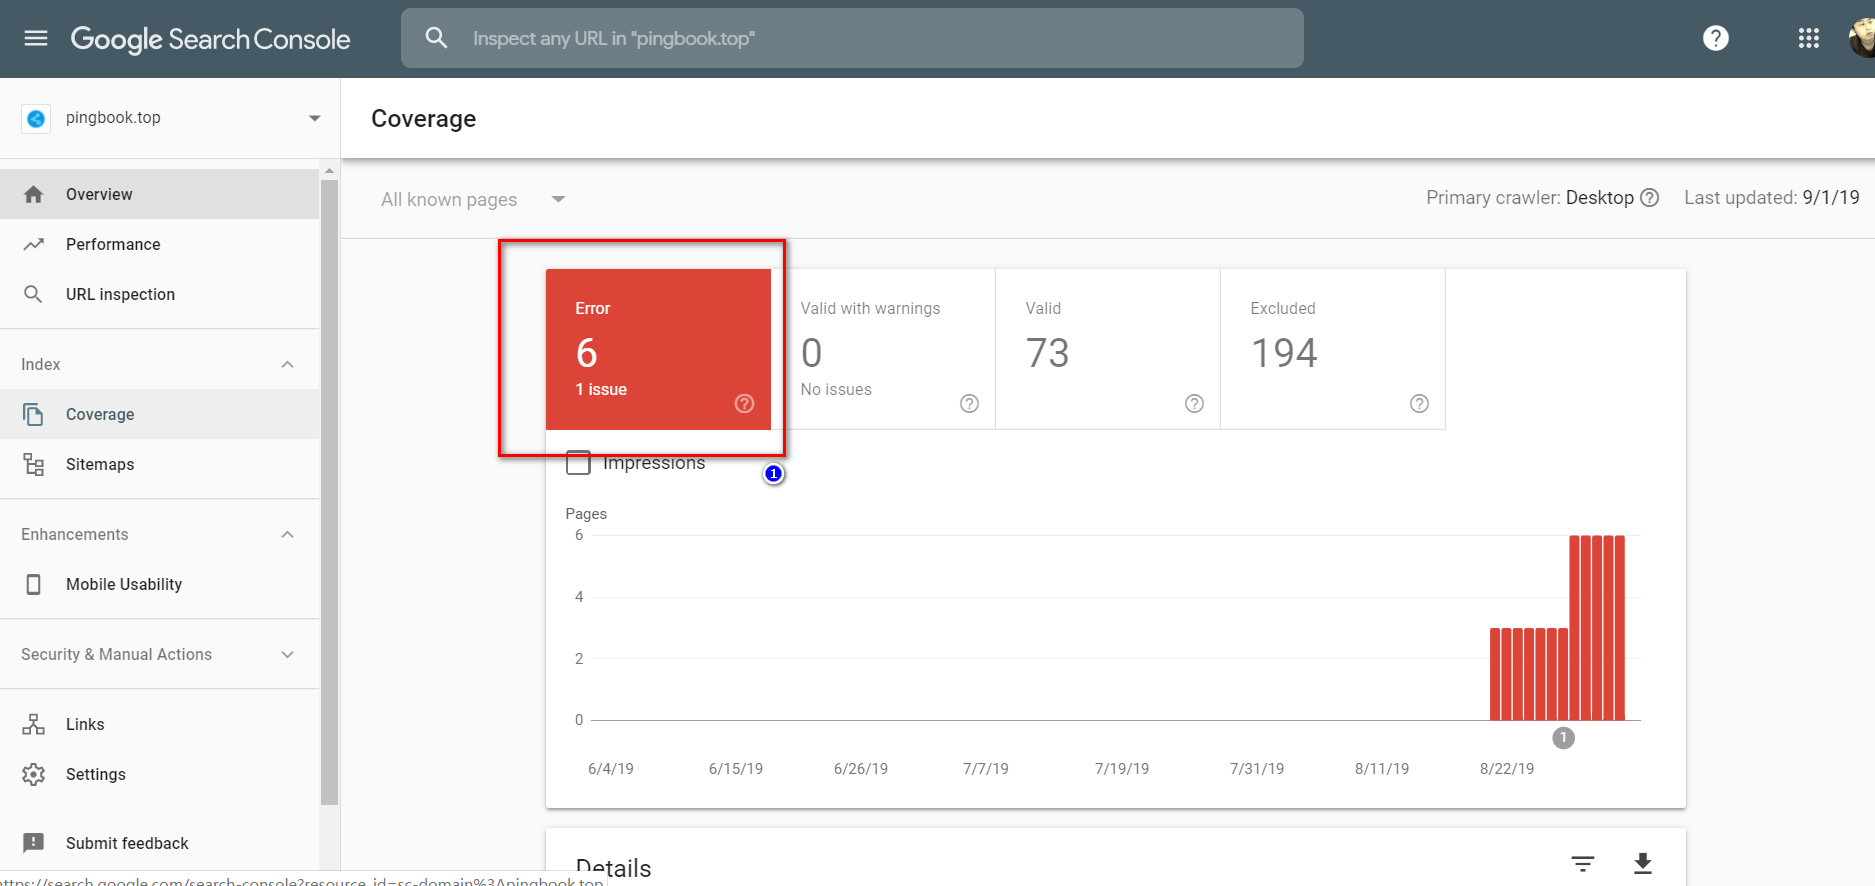 Google Search Console
Inspect any URL in "pingbook.top"
?
pingbook.top
Coverage
Overview
Performance
URL inspection
Index
Coverage
Sitemaps
Enhancements
Mobile Usability
Security & Manual Actions
Links
Settings
Submit feedback
All known pages
Primary crawler: Desktop ? Last updated: 9/1/19
Error
6
1 issue
?
Valid with warnings
0
No issues
?
Valid
73
?
Excluded
194
?
Impressions
1
Pages
6
4
2
0
1
6/4/19 6/15/19 6/26/19 7/7/19 7/19/19 7/31/19 8/11/19 8/22/19
Details
https://search.google.com/search-console?resource_id=sc-domain%3Apingbook.top